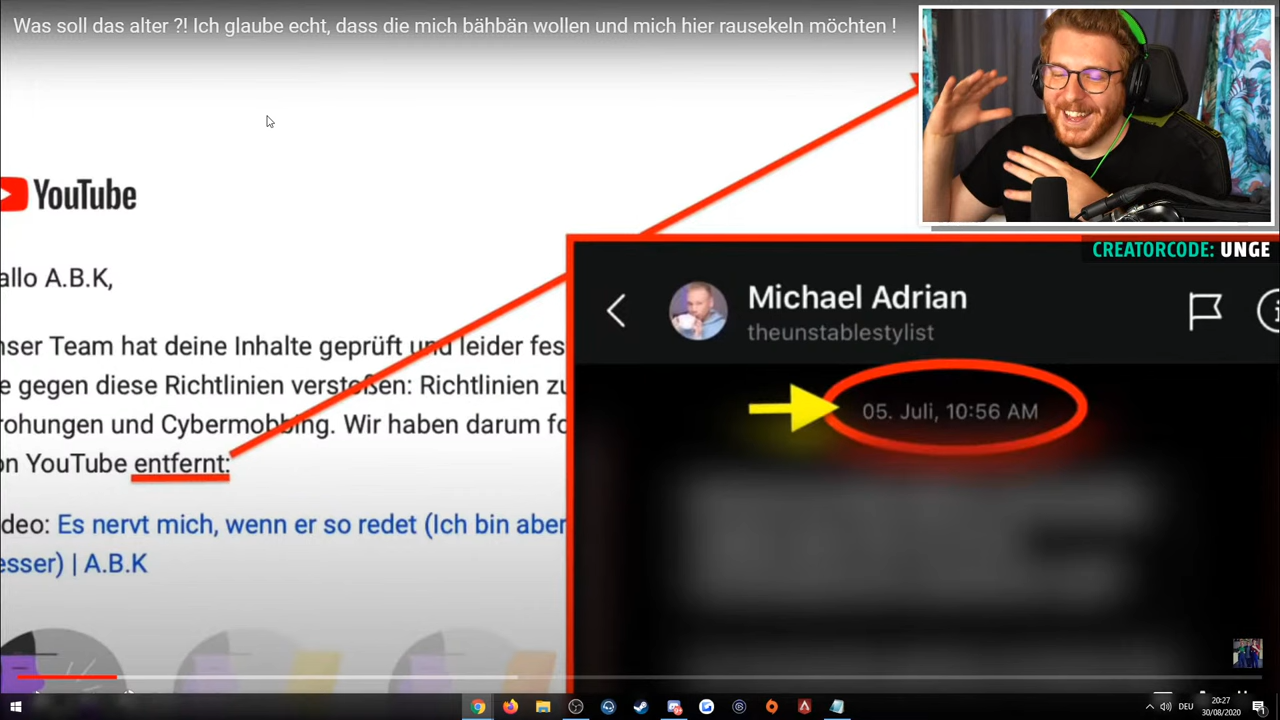 Was soll das alter ?! Ich glaube echt, dass die mich bähbän wollen und mich hier rausekeln möchten !
YouTube
allo A.B.K,
nser Team hat deine Inhalte geprüft und leider fes
e gegen diese Richtlinien verstoßen: Richtlinien zu
rohungen und Cybermobbing. Wir haben darum fo
on YouTube entfernt:
ideo: Es nervt mich, wenn er so redet (Ich bin aber
esser) | A.B.K
CREATORCODE: UNGE
Michael Adrian
theunstablestylist
05. Juli, 10:56 AM
DEU
20:27
30/08/2020